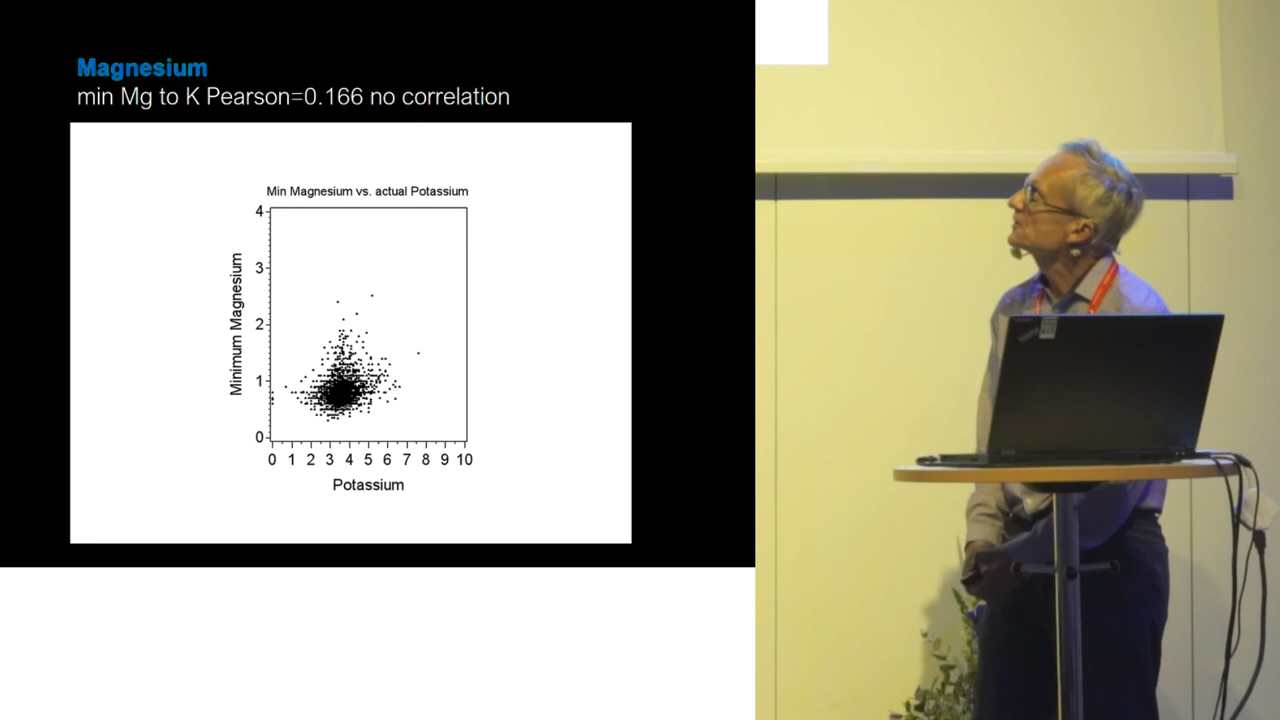 Magnesium
min Mg to K Pearson=0.166 no correlation
Min Magnesium vs. actual Potassium
4
3
2
1
0
Minimum Magnesium
0 1 2 3 4 5 6 7 8 9 10
Potassium